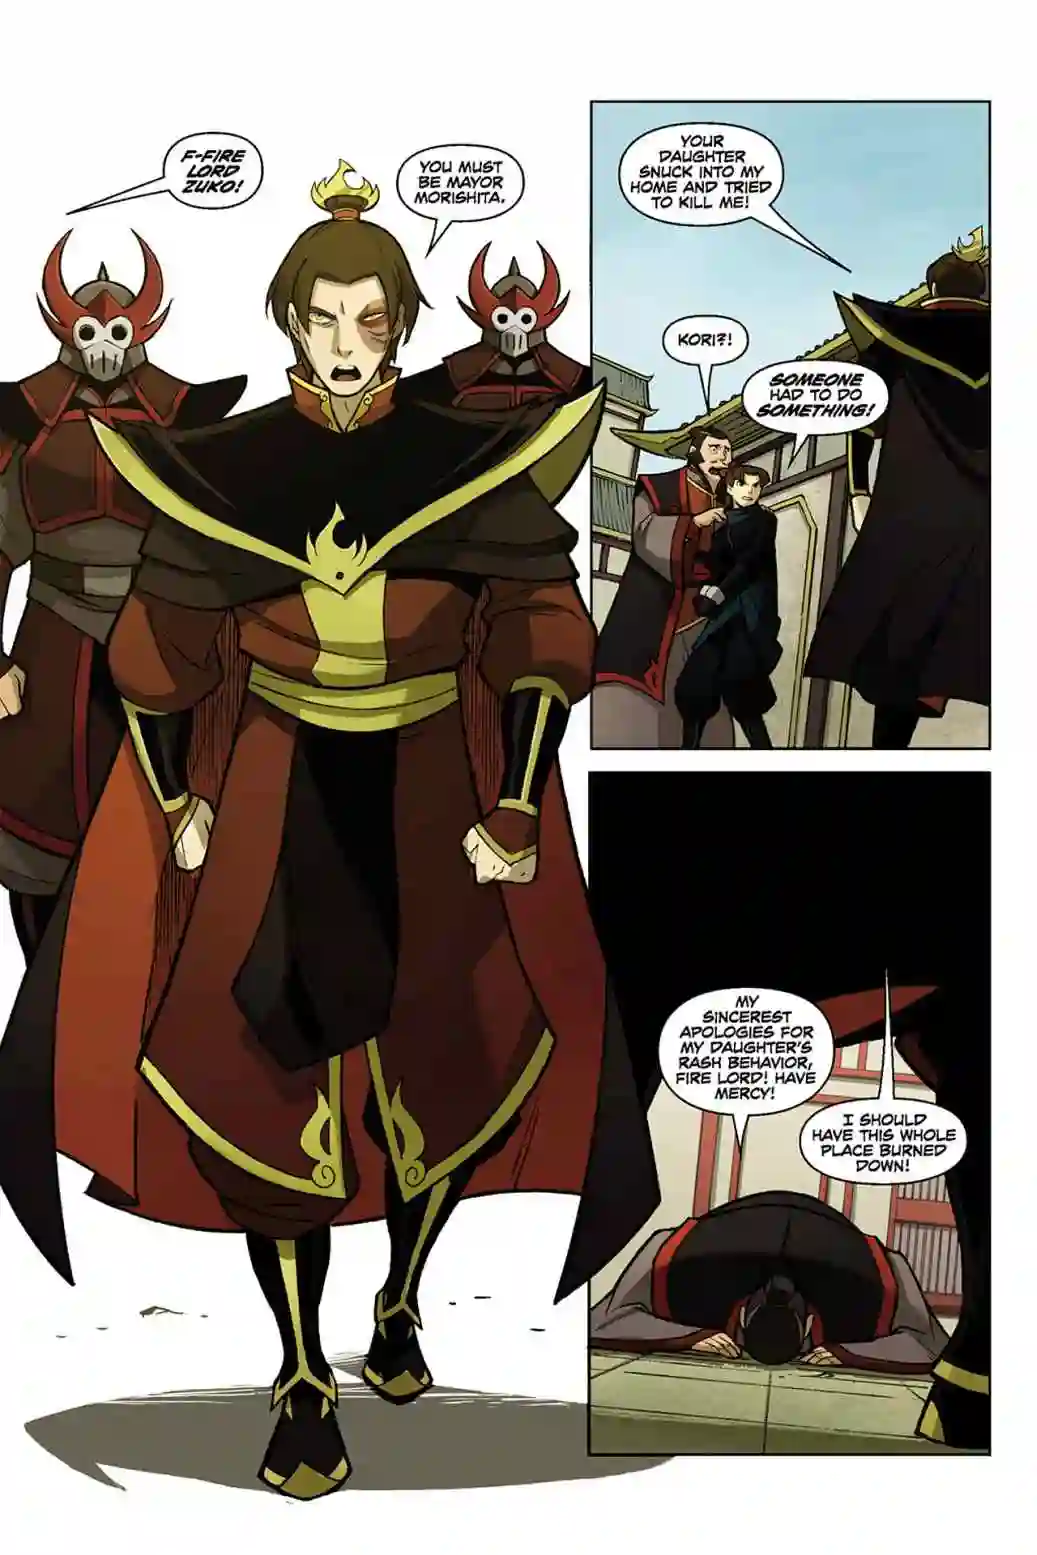 F-FIRE
LORD
ZUKO!
YOU MUST
BE MAYOR
MORISHITA.
YOUR
DAUGHTER
SNUCK INTO MY
HOME AND TRIED
TO KILL ME!
KORI?!
SOMEONE
HAD TO DO
SOMETHING!
MY
SINCEREST
APOLOGIES FOR
MY DAUGHTER'S
RASH BEHAVIOR,
FIRE LORD! HAVE
MERCY!
I SHOULD
HAVE THIS WHOLE
PLACE BURNED
DOWN!